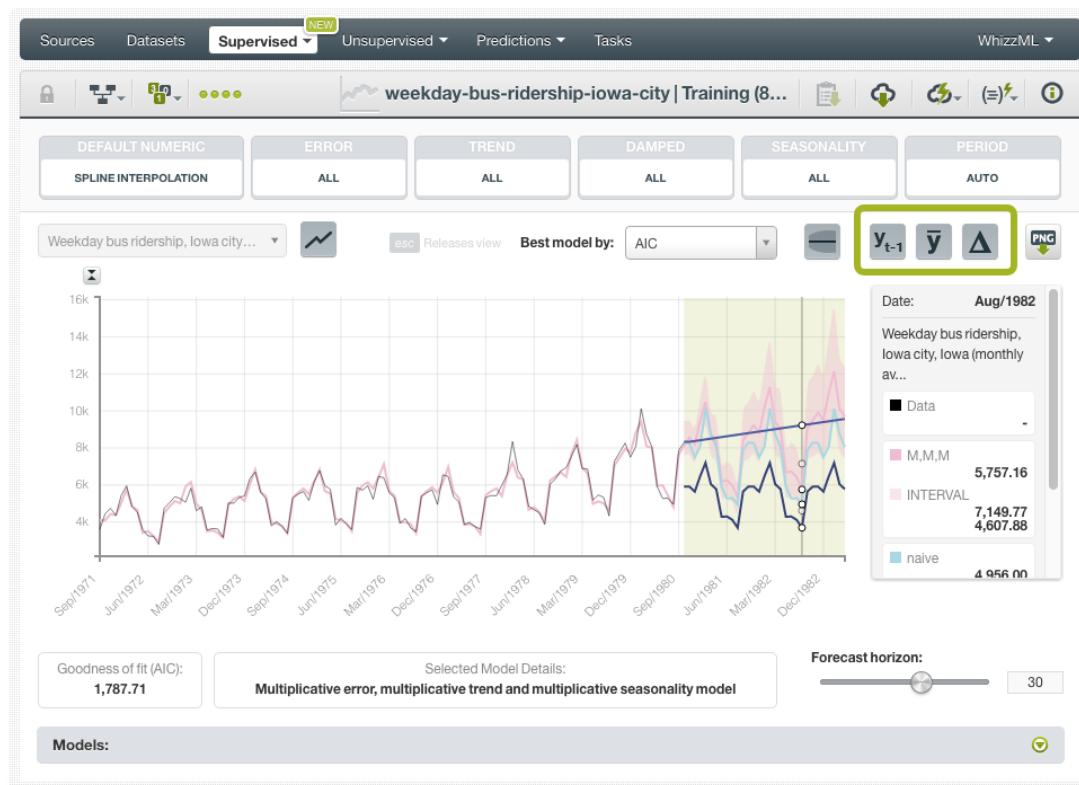 NEW
Sources Datasets Supervised Unsupervised Predictions Tasks WhizzML
weekday-bus-ridership-iowa-city | Training (8...
DEFAULT NUMERIC ERROR TREND DAMPED SEASONALITY PERIOD
SPLINE INTERPOLATION ALL ALL ALL ALL AUTO
Weekday bus ridership, Iowa city... esc Releases view Best model by: AIC yt-1 ȳ Δ PNG
16k
14k
12k
10k
8k
6k
4k
Sep/1971 Jun/1972 Mar/1973 Dec/1973 Sep/1974 Jun/1975 Mar/1976 Dec/1976 Sep/1977 Jun/1978 Mar/1979 Dec/1979 Sep/1980 Jun/1981 Mar/1982 Dec/1982
Date: Aug/1982
Weekday bus ridership,
Iowa city, Iowa (monthly
av...
Data
-
M,M,M
5,757.16
INTERVAL
7,149.77
4,607.88
naive
4,956.00
Goodness of fit (AIC):
1,787.71
Selected Model Details:
Multiplicative error, multiplicative trend and multiplicative seasonality model
Forecast horizon:
30
Models: